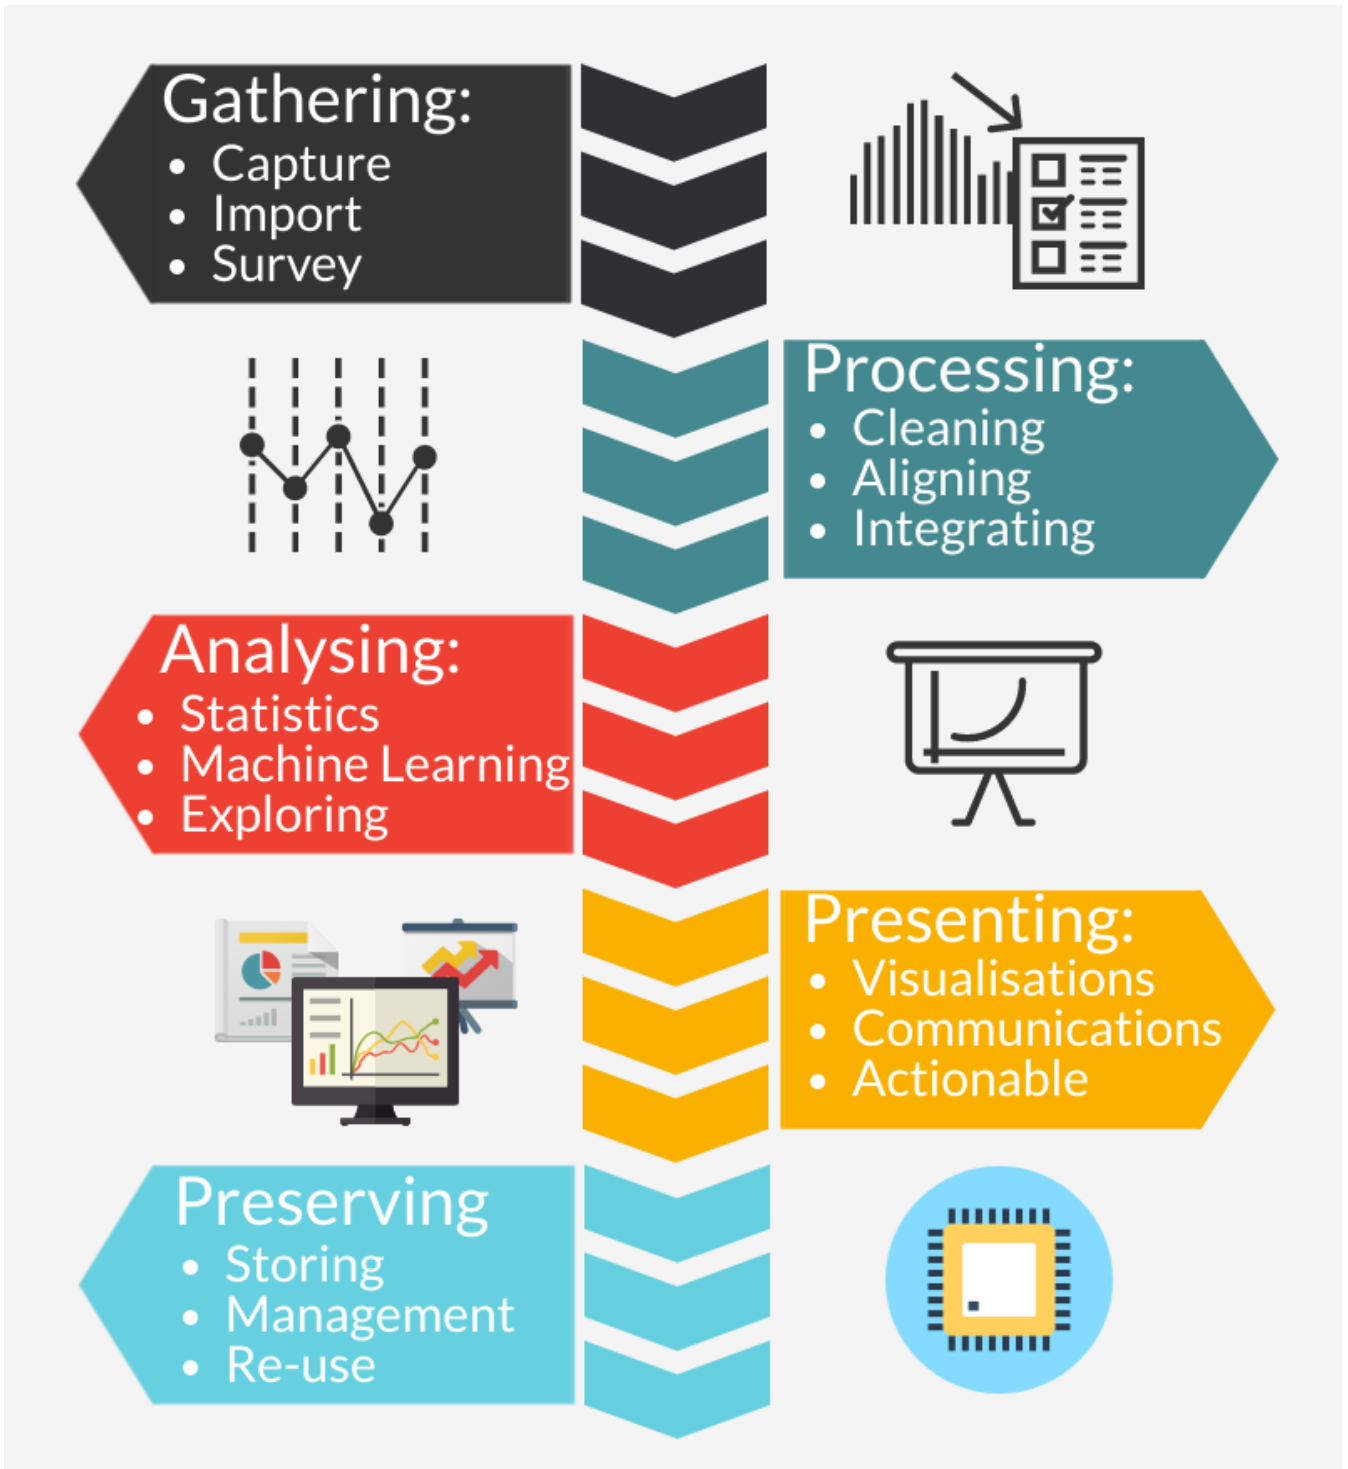 Gathering:
• Capture
• Import
• Survey
Processing:
• Cleaning
• Aligning
• Integrating
Analysing:
• Statistics
• Machine Learning
• Exploring
Presenting:
• Visualisations
• Communications
• Actionable
Preserving
• Storing
• Management
• Re-use